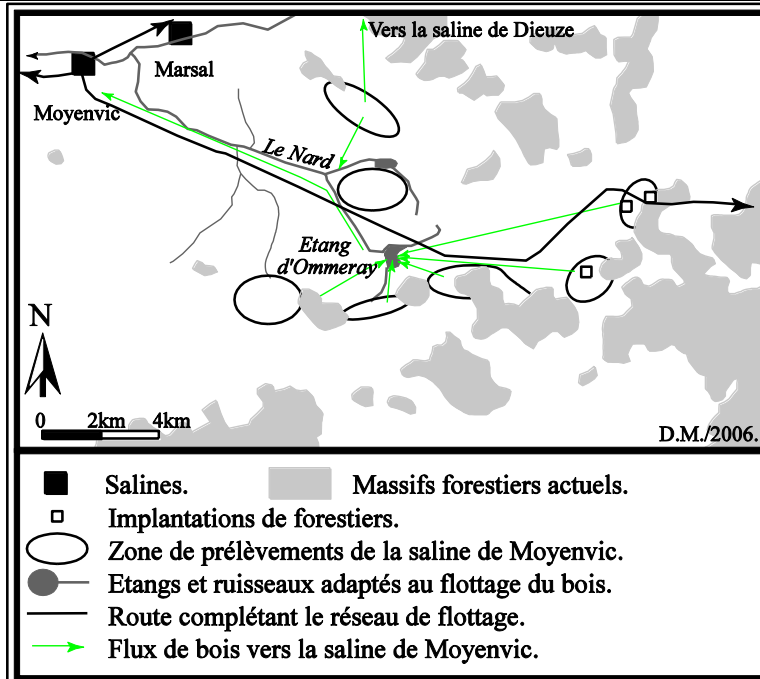 Vers la saline de Dieuze
Marsal
Moyenvic
Le Nard
Etang
d'Ommeray
N
0 2km 4km
D.M./2006.
Salines.
Massifs forestiers actuels.
Implantations de forestiers.
Zone de prélèvements de la saline de Moyenvic.
Etangs et ruisseaux adaptés au flottage du bois.
Route complétant le réseau de flottage.
Flux de bois vers la saline de Moyenvic.